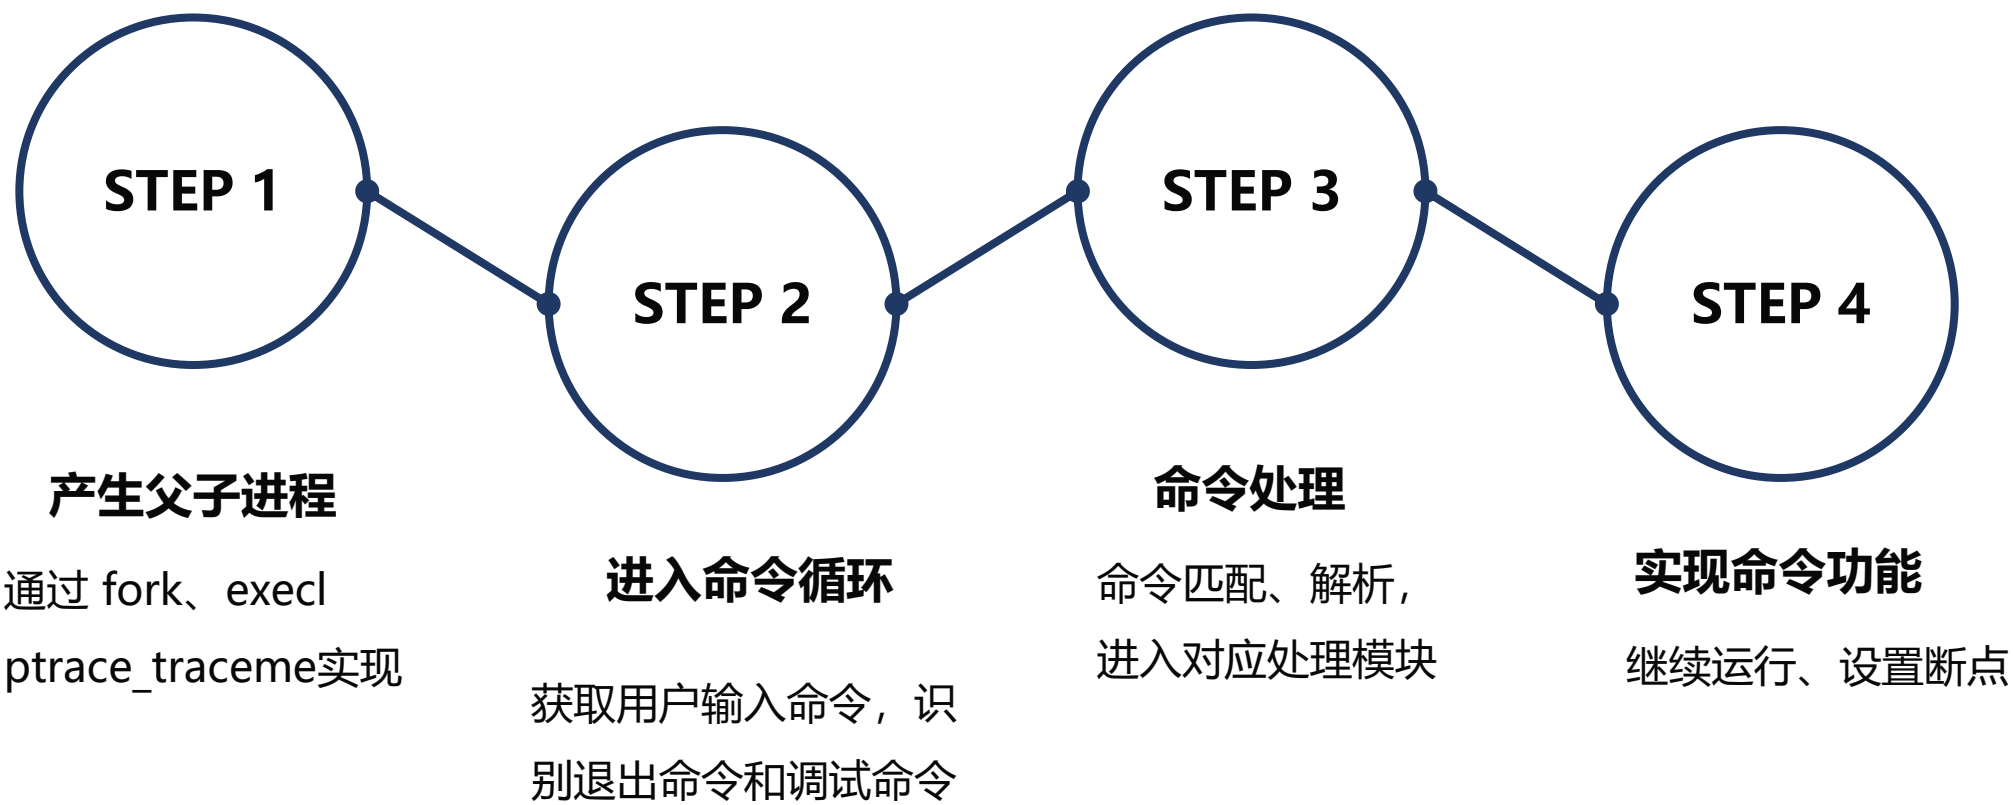 STEP 1
产生父子进程
通过 fork、execl
ptrace_traceme实现
STEP 2
进入命令循环
获取用户输入命令，识
别退出命令和调试命令
STEP 3
命令处理
命令匹配、解析，
进入对应处理模块
STEP 4
实现命令功能
继续运行、设置断点